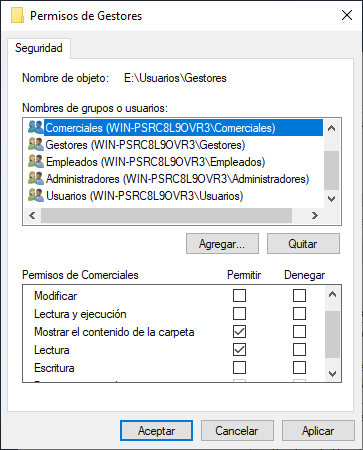 Permisos de Gestores
Seguridad
Nombre de objeto: E:\Usuarios\Gestores
Nombres de grupos o usuarios:
Comerciales (WIN-PSRC8L9OVR3\Comerciales)
Gestores (WIN-PSRC8L9OVR3\Gestores)
Empleados (WIN-PSRC8L9OVR3\Empleados)
Administradores (WIN-PSRC8L9OVR3\Administradores)
Usuarios (WIN-PSRC8L9OVR3\Usuarios)
Agregar... Quitar
Permisos de Comerciales Permitir Denegar
Modificar
Lectura y ejecución
Mostrar el contenido de la carpeta
Lectura
Escritura
Aceptar Cancelar Aplicar